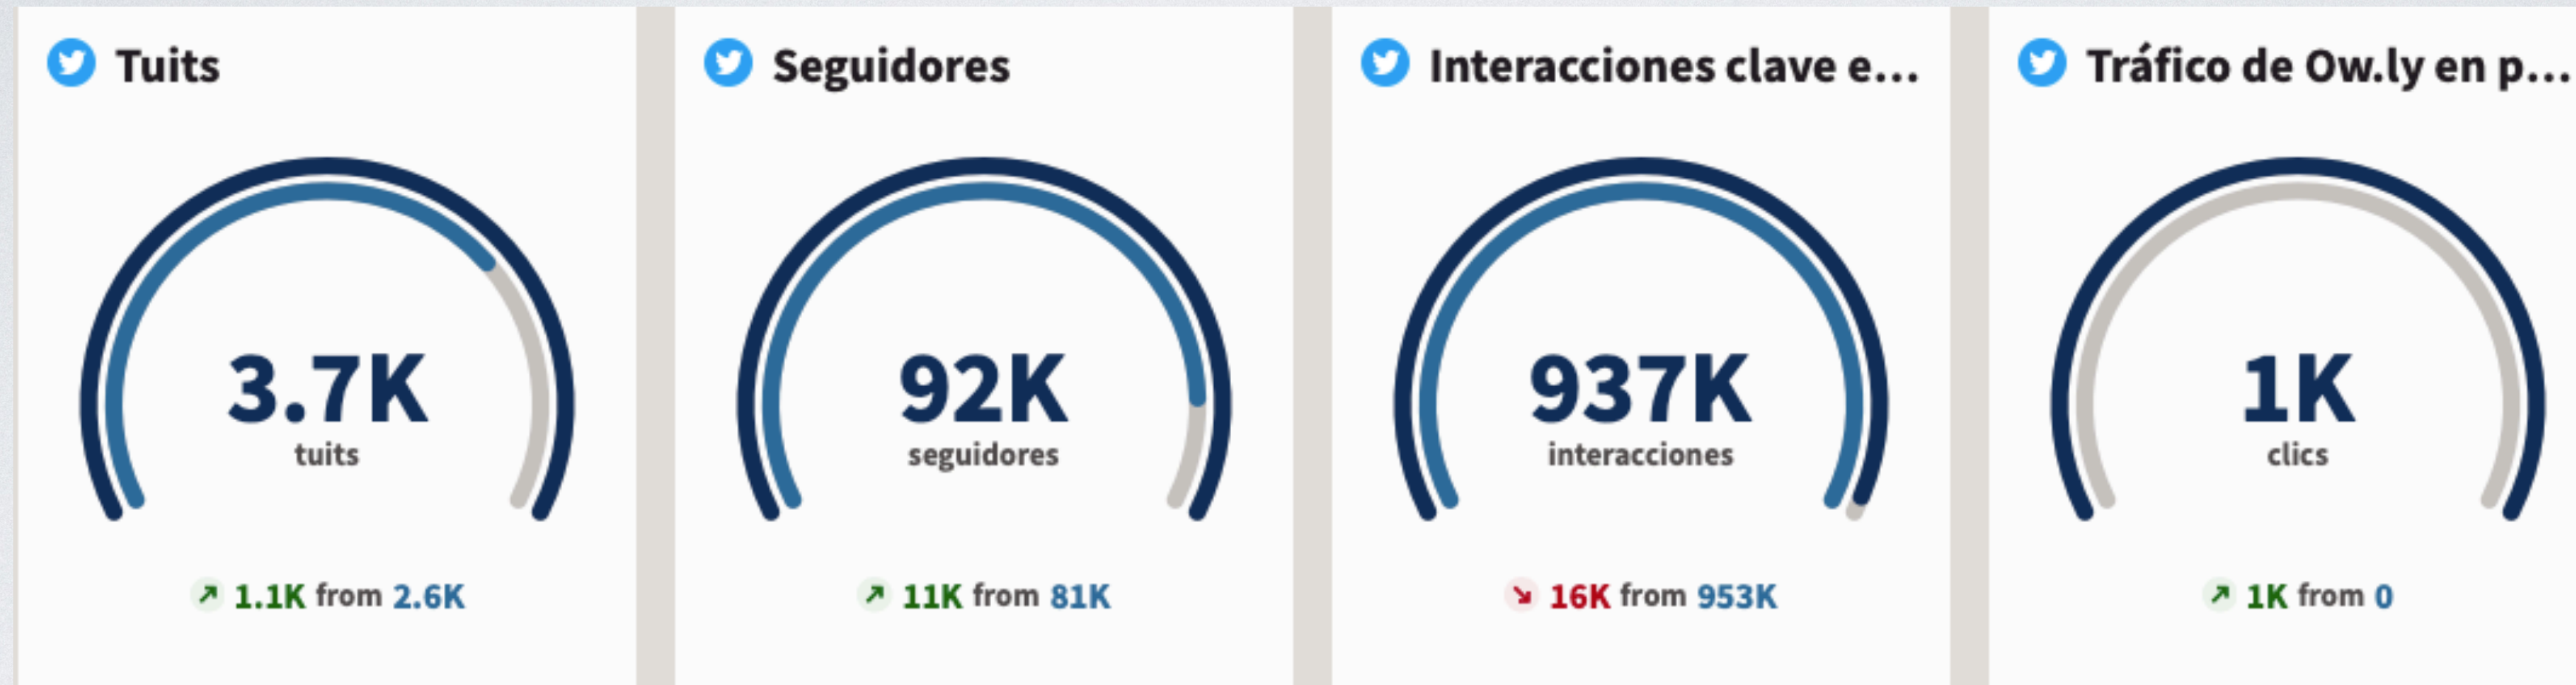 Tuits
3.7K
tuits
1.1K from 2.6K
Seguidores
92K
seguidores
11K from 81K
Interacciones clave e...
937K
interacciones
16K from 953K
Tráfico de Ow.ly en p...
1K
clics
1K from 0